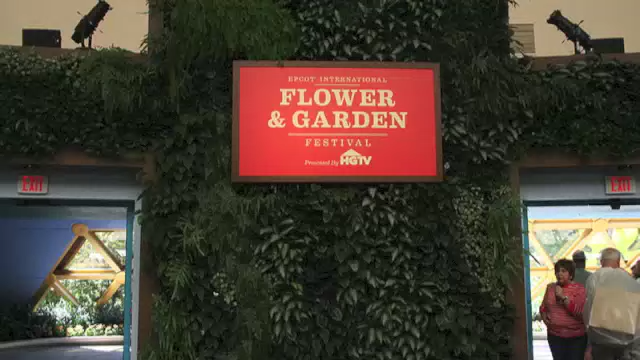 EPCOT INTERNATIONAL
FLOWER
& GARDEN
FESTIVAL
Presented By HGTV
EXIT
EXIT